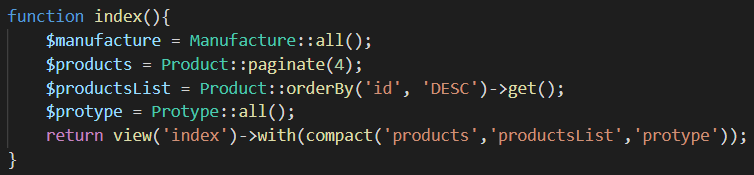 function index(){
$manufacture = Manufacture::all();
$products = Product::paginate(4);
$productsList = Product::orderBy('id', 'DESC')->get();
$protype = Protype::all();
return view('index')->with(compact('products','productsList','protype'));
}